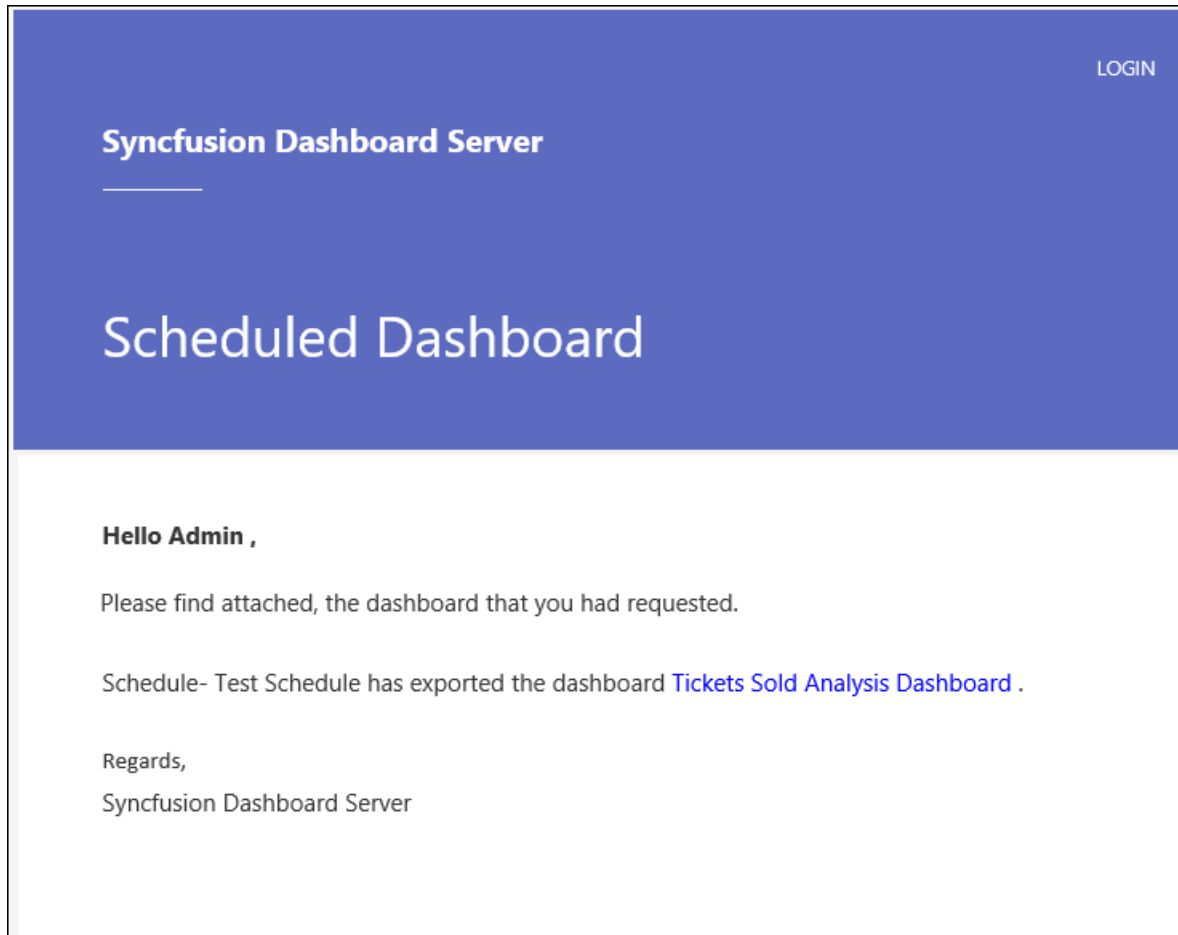 LOGIN
Syncfusion Dashboard Server
Scheduled Dashboard
Hello Admin ,
Please find attached, the dashboard that you had requested.
Schedule- Test Schedule has exported the dashboard Tickets Sold Analysis Dashboard .
Regards,
Syncfusion Dashboard Server